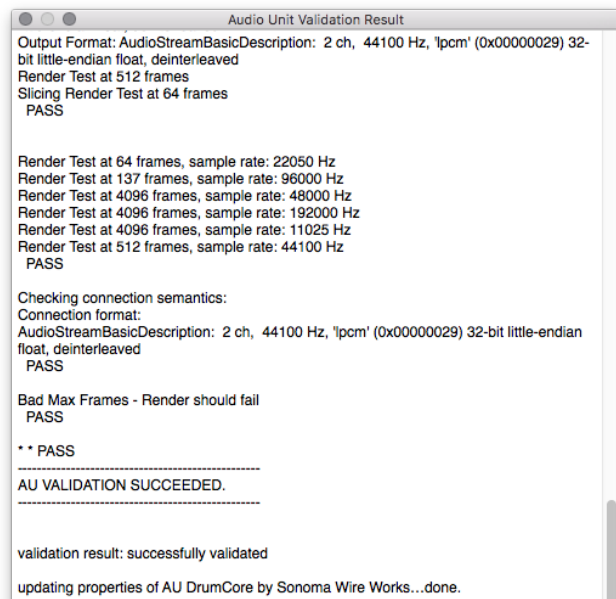 Audio Unit Validation Result
Output Format: AudioStreamBasicDescription:  2 ch,  44100 Hz, 'lpcm' (0x00000029) 32-
bit little-endian float, deinterleaved
Render Test at 512 frames
Slicing Render Test at 64 frames
PASS
Render Test at 64 frames, sample rate: 22050 Hz
Render Test at 137 frames, sample rate: 96000 Hz
Render Test at 4096 frames, sample rate: 48000 Hz
Render Test at 4096 frames, sample rate: 192000 Hz
Render Test at 4096 frames, sample rate: 11025 Hz
Render Test at 512 frames, sample rate: 44100 Hz
PASS
Checking connection semantics:
Connection format:
AudioStreamBasicDescription:  2 ch,  44100 Hz, 'lpcm' (0x00000029) 32-bit little-endian
float, deinterleaved
PASS
Bad Max Frames - Render should fail
PASS
* * PASS
--------------------------------------------------
AU VALIDATION SUCCEEDED.
--------------------------------------------------
validation result: successfully validated
updating properties of AU DrumCore by Sonoma Wire Works...done.